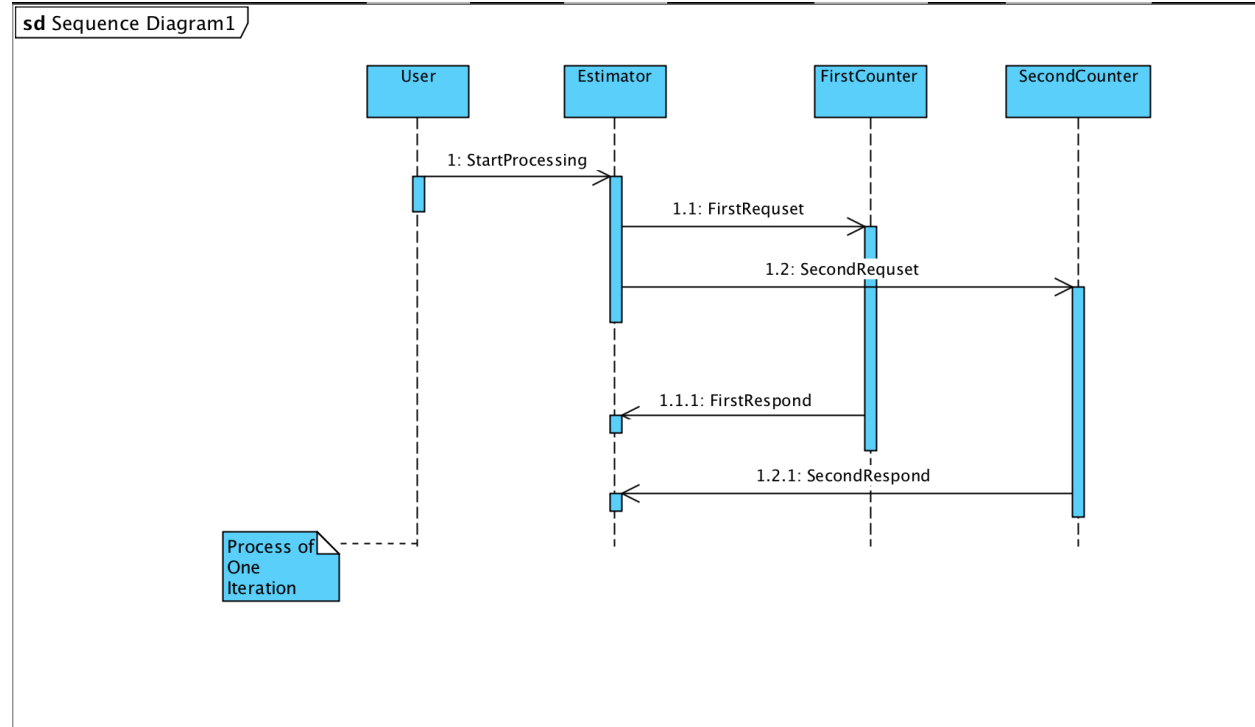 sd Sequence Diagram1
User
Estimator
FirstCounter
SecondCounter
1: StartProcessing
1.1: FirstRequset
1.2: SecondRequset
1.1.1: FirstRespond
1.2.1: SecondRespond
Process of
One
Iteration